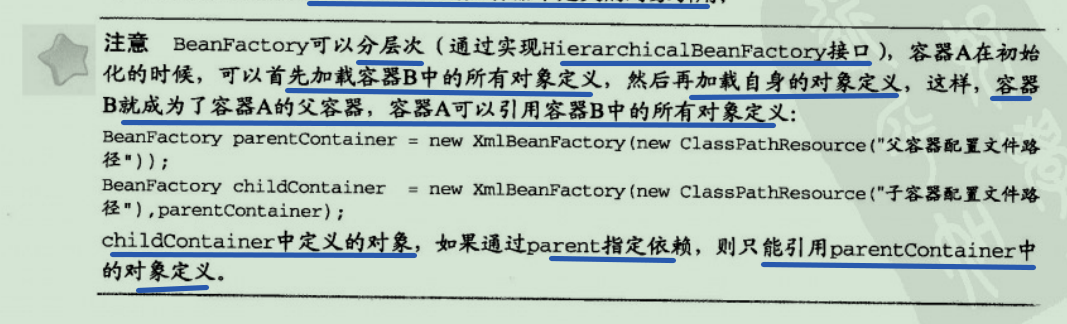 注意 BeanFactory可以分层次（通过实现HierarchicalBeanFactory接口），容器A在初始
化的时候，可以首先加载容器B中的所有对象定义，然后再加载自身的对象定义，这样，容器
B就成为了容器A的父容器，容器A可以引用容器B中的所有对象定义：
BeanFactory parentContainer = new XmlBeanFactory(new ClassPathResource("父容器配置文件路
径"));
BeanFactory childContainer = new XmlBeanFactory(new ClassPathResource("子容器配置文件路
径"),parentContainer);
childContainer中定义的对象，如果通过parent指定依赖，则只能引用parentContainer中
的对象定义。